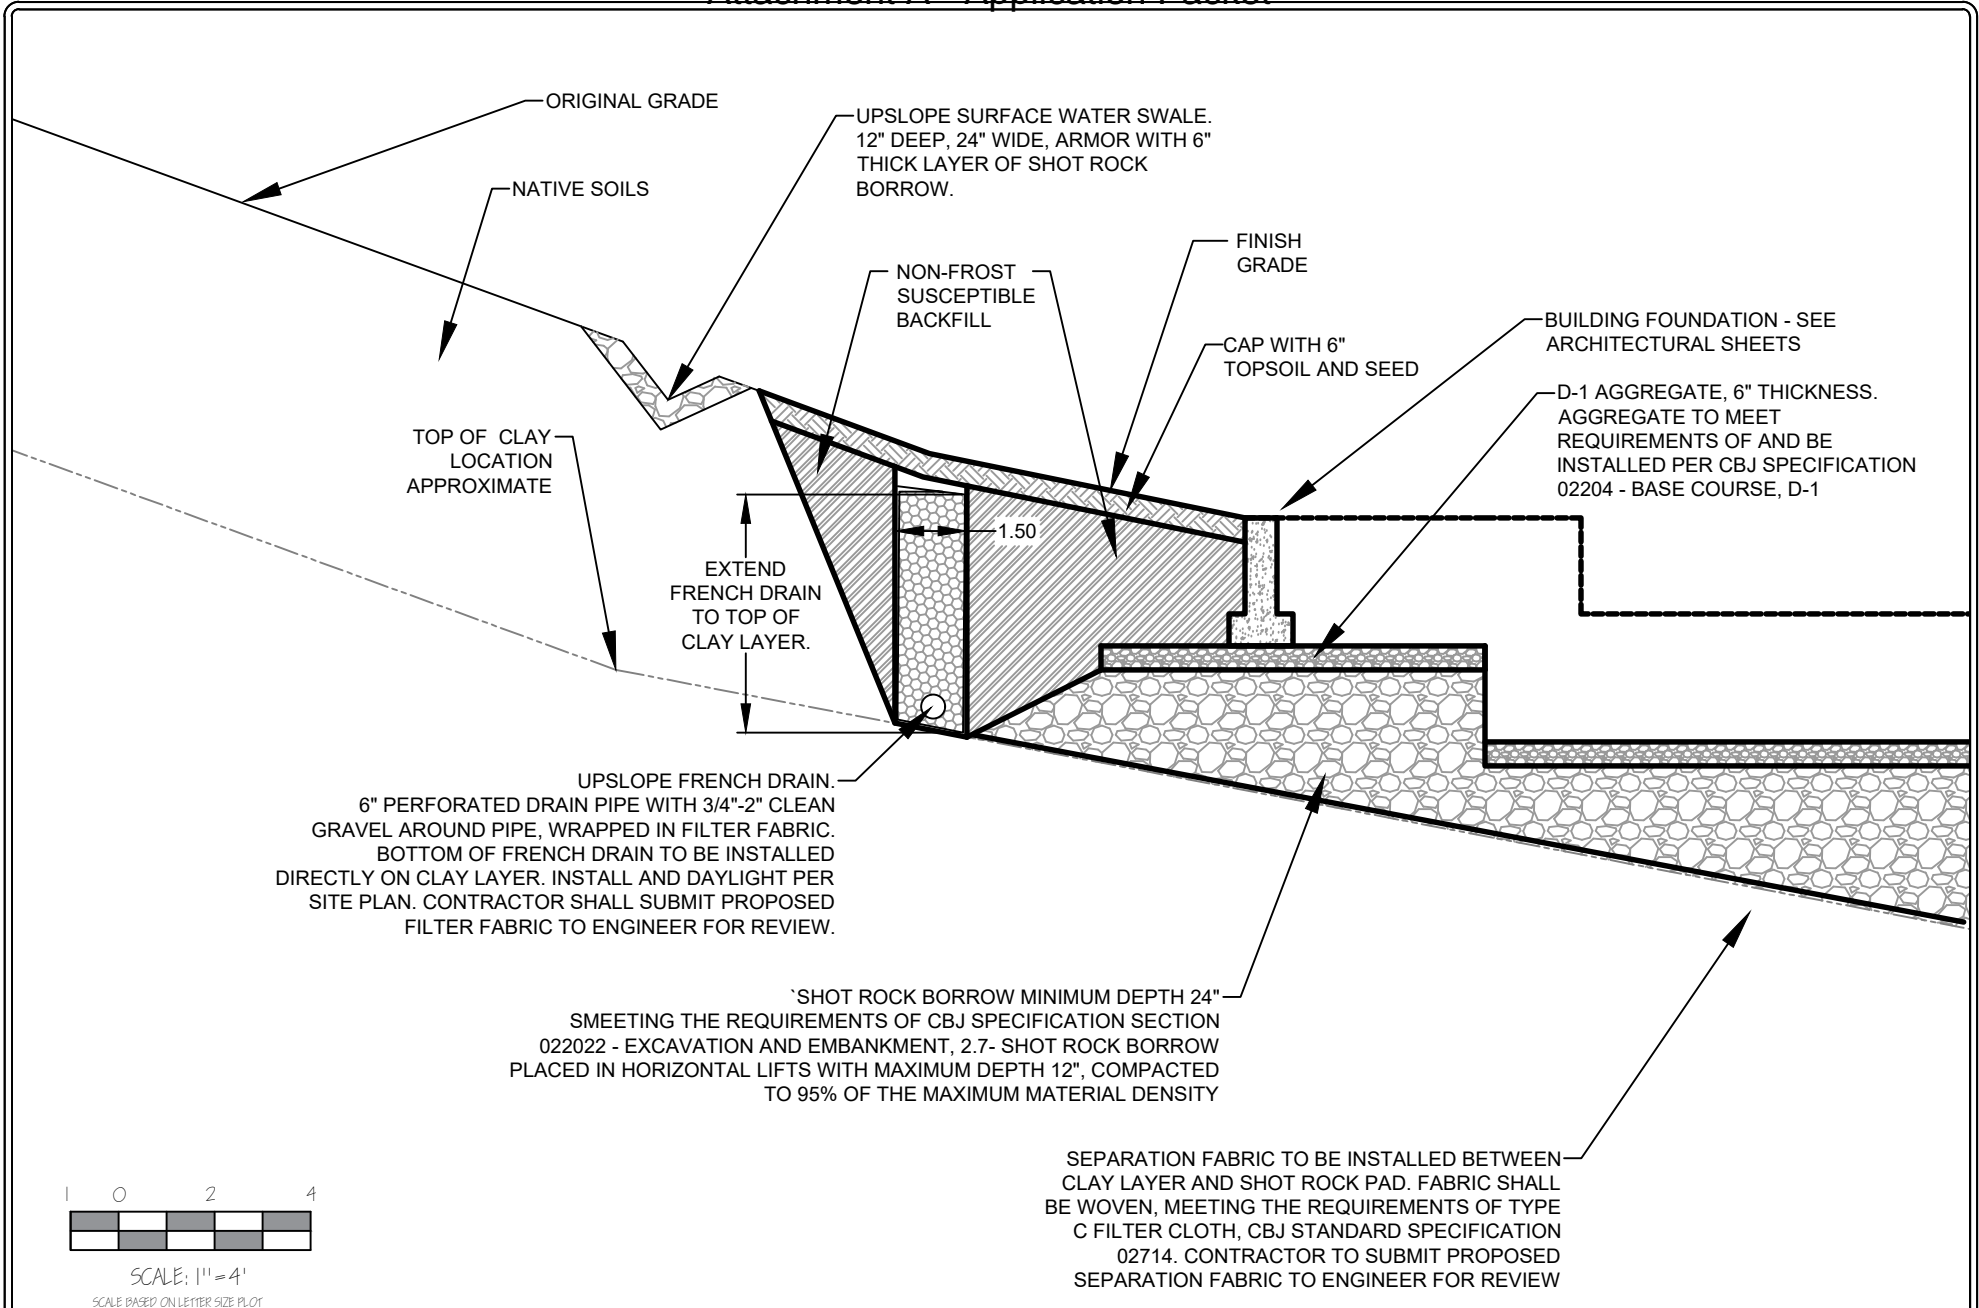 Attachment A - Application Packet
ORIGINAL GRADE
UPSLOPE SURFACE WATER SWALE.
12" DEEP, 24" WIDE, ARMOR WITH 6"
THICK LAYER OF SHOT ROCK
BORROW.
NATIVE SOILS
FINISH
GRADE
NON-FROST
SUSCEPTIBLE
BACKFILL
BUILDING FOUNDATION - SEE
ARCHITECTURAL SHEETS
CAP WITH 6"
TOPSOIL AND SEED
D-1 AGGREGATE, 6" THICKNESS.
AGGREGATE TO MEET
REQUIREMENTS OF AND BE
INSTALLED PER CBJ SPECIFICATION
02204 - BASE COURSE, D-1
TOP OF CLAY
LOCATION
APPROXIMATE
1.50
EXTEND
FRENCH DRAIN
TO TOP OF
CLAY LAYER.
UPSLOPE FRENCH DRAIN.
6" PERFORATED DRAIN PIPE WITH 3/4"-2" CLEAN
GRAVEL AROUND PIPE, WRAPPED IN FILTER FABRIC.
BOTTOM OF FRENCH DRAIN TO BE INSTALLED
DIRECTLY ON CLAY LAYER. INSTALL AND DAYLIGHT PER
SITE PLAN. CONTRACTOR SHALL SUBMIT PROPOSED
FILTER FABRIC TO ENGINEER FOR REVIEW.
`SHOT ROCK BORROW MINIMUM DEPTH 24"
SMEETING THE REQUIREMENTS OF CBJ SPECIFICATION SECTION
022022 - EXCAVATION AND EMBANKMENT, 2.7- SHOT ROCK BORROW
PLACED IN HORIZONTAL LIFTS WITH MAXIMUM DEPTH 12", COMPACTED
TO 95% OF THE MAXIMUM MATERIAL DENSITY
SEPARATION FABRIC TO BE INSTALLED BETWEEN
CLAY LAYER AND SHOT ROCK PAD. FABRIC SHALL
BE WOVEN, MEETING THE REQUIREMENTS OF TYPE
C FILTER CLOTH, CBJ STANDARD SPECIFICATION
02714. CONTRACTOR TO SUBMIT PROPOSED
SEPARATION FABRIC TO ENGINEER FOR REVIEW
1 0 2 4
SCALE: 1"=4'
SCALE BASED ON LETTER SIZE PLOT